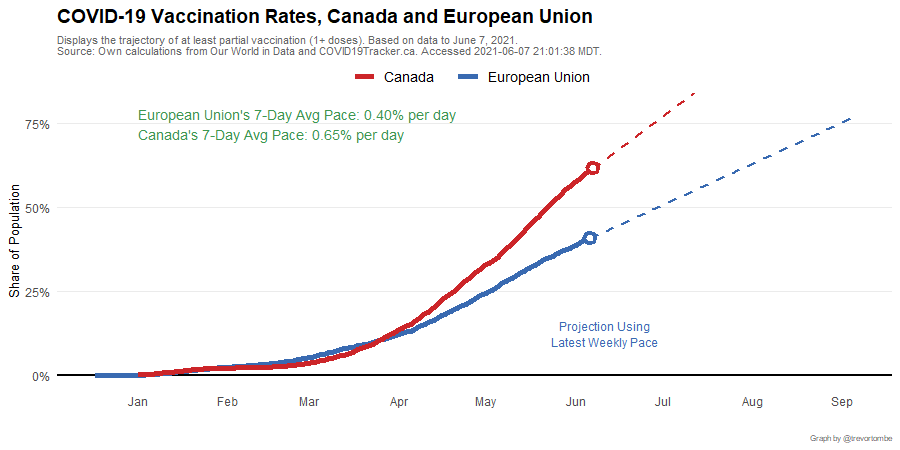 COVID-19 Vaccination Rates, Canada and European Union
Displays the trajectory of at least partial vaccination (1+ doses). Based on data to June 7, 2021.
Source: Own calculations from Our World in Data and COVID19Tracker.ca. Accessed 2021-06-07 21:01:38 MDT.
Canada
European Union
European Union's 7-Day Avg Pace: 0.40% per day
Canada's 7-Day Avg Pace: 0.65% per day
Share of Population
75%
50%
25%
0%
Projection Using
Latest Weekly Pace
Jan
Feb
Mar
Apr
May
Jun
Jul
Aug
Sep
Graph by @trevortombe